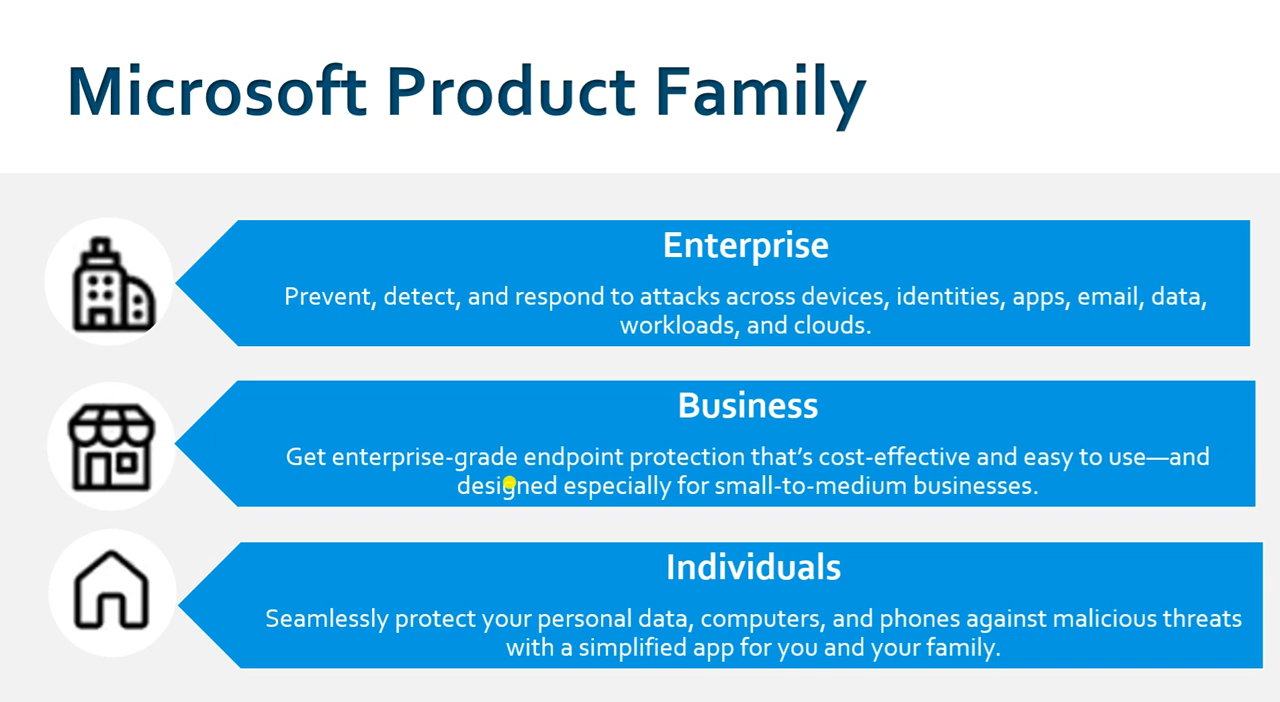 Microsoft Product Family
Enterprise
Prevent, detect, and respond to attacks across devices, identities, apps, email, data,
workloads, and clouds.
Business
Get enterprise-grade endpoint protection that’s cost-effective and easy to use—and
designed especially for small-to-medium businesses.
Individuals
Seamlessly protect your personal data, computers, and phones against malicious threats
with a simplified app for you and your family.